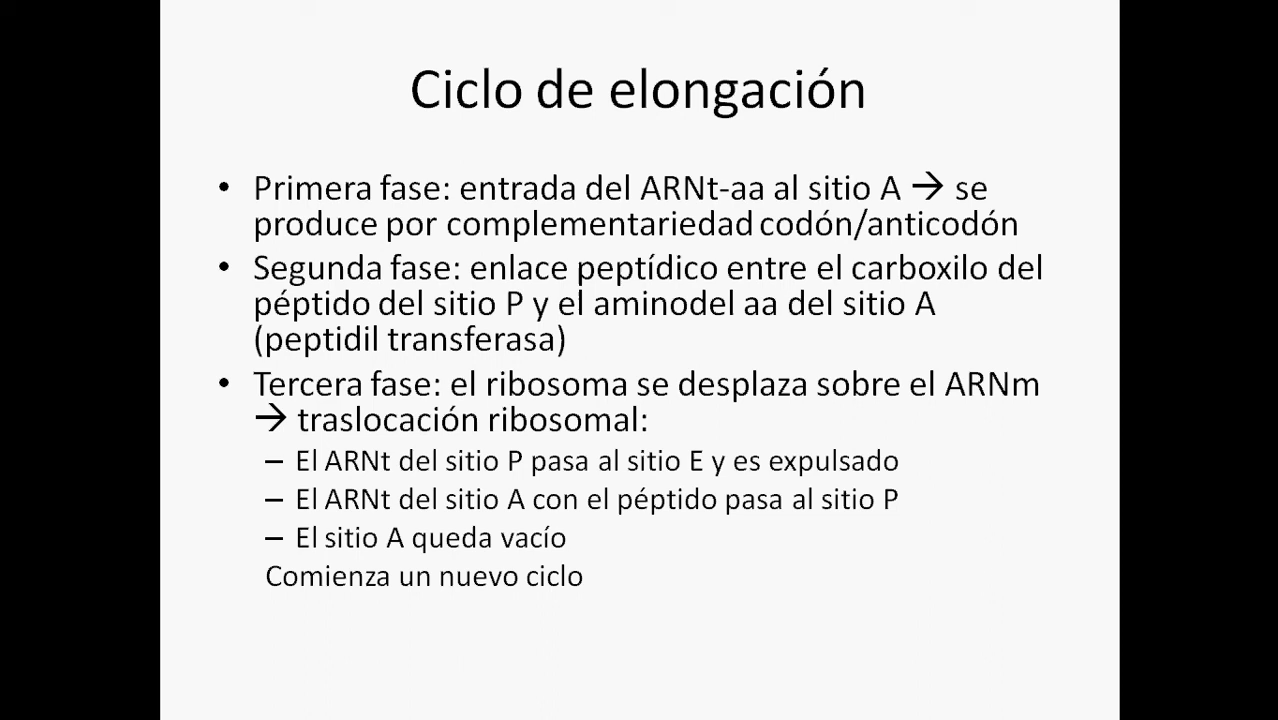 Ciclo de elongación
• Primera fase: entrada del ARNt-aa al sitio A → se
produce por complementariedad codón/anticodón
• Segunda fase: enlace peptídico entre el carboxilo del
péptido del sitio P y el aminodel aa del sitio A
(peptidil transferasa)
• Tercera fase: el ribosoma se desplaza sobre el ARNm
→ traslocación ribosomal:
– El ARNt del sitio P pasa al sitio E y es expulsado
– El ARNt del sitio A con el péptido pasa al sitio P
– El sitio A queda vacío
Comienza un nuevo ciclo